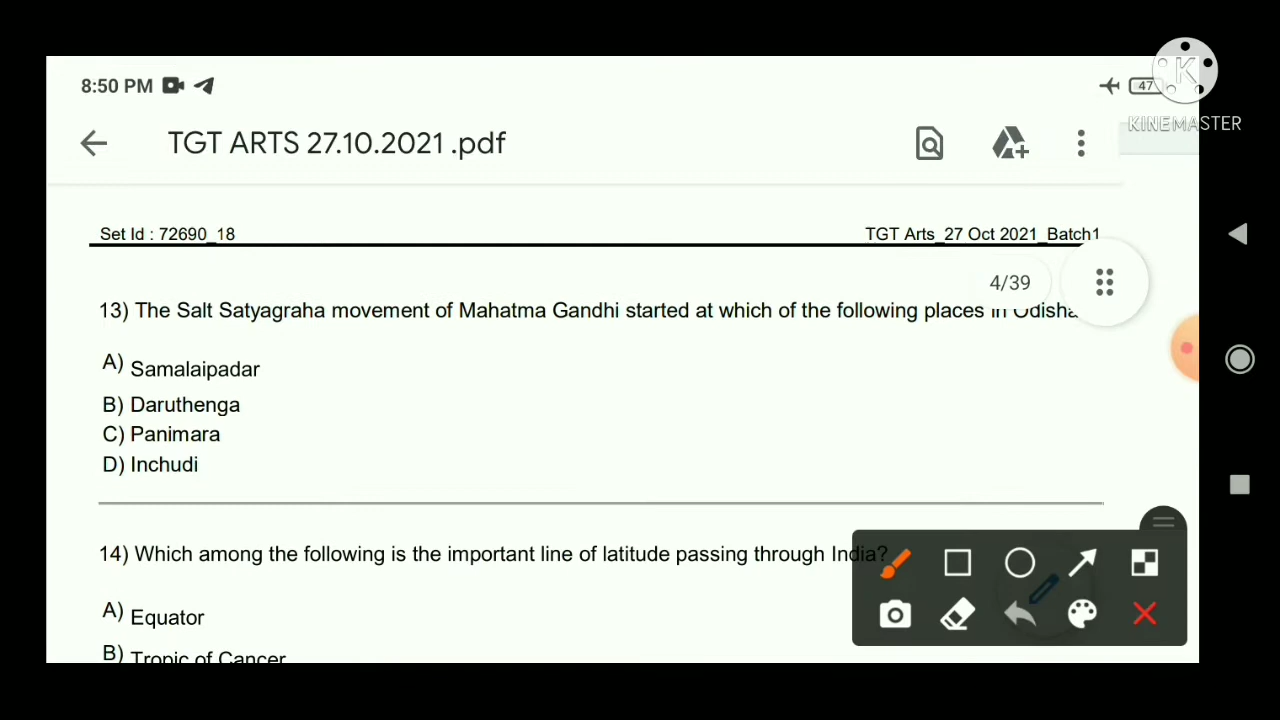 8:50 PM
47
KINEMASTER
TGT ARTS 27.10.2021 .pdf
Set Id : 72690_18
TGT Arts_27 Oct 2021_Batch1
4/39
13) The Salt Satyagraha movement of Mahatma Gandhi started at which of the following places in Odisha
A) Samalaipadar
B) Daruthenga
C) Panimara
D) Inchudi
14) Which among the following is the important line of latitude passing through India?
A) Equator
B) Tropic of Cancer